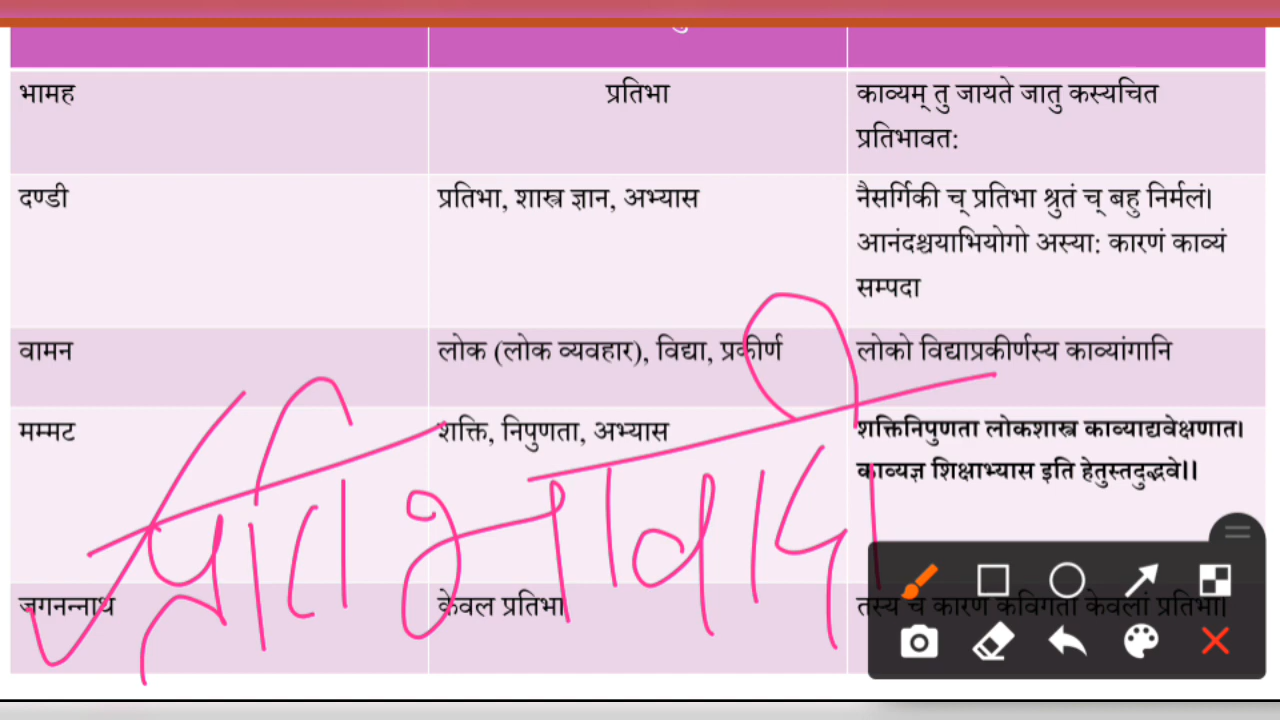 भामह
प्रतिभा
काव्यम् तु जायते जातु कस्यचित
प्रतिभावत:
दण्डी
प्रतिभा, शास्त्र ज्ञान, अभ्यास
नैसर्गिकी च् प्रतिभा श्रुतं च् बहु निर्मलं।
आनंदश्चयाभियोगो अस्या: कारणं काव्यं
सम्पदा
वामन
लोक (लोक व्यवहार), विद्या, प्रकीर्ण
लोको विद्याप्रकीर्णस्य काव्यांगानि
मम्मट
शक्ति, निपुणता, अभ्यास
शक्तिनिपुणता लोकशास्त्र काव्याद्यवेक्षणात।
काव्यज्ञ शिक्षाभ्यास इति हेतुस्तदुद्भवे।।
प्रतिभावादी
जगनन्नाथ
केवल प्रतिभा
तस्य च कारण कविगता केवलां प्रतिभा।